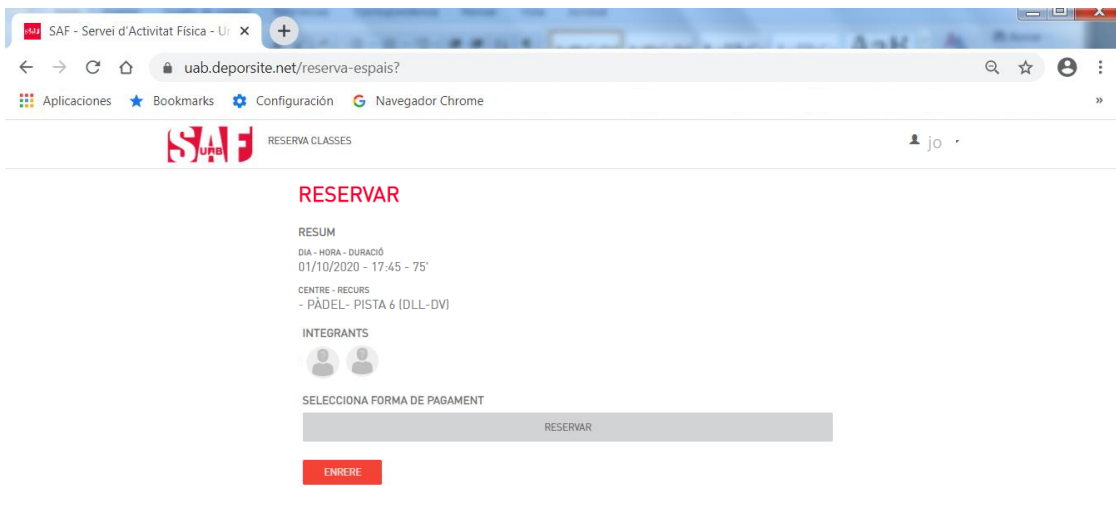 SAF - Servei d'Activitat Física - Un
uab.deporsite.net/reserva-espais?
Aplicaciones Bookmarks Configuración Navegador Chrome »
SAF UAB RESERVA CLASSES jo
RESERVAR
RESUM
DIA - HORA - DURACIÓ
01/10/2020 - 17:45 - 75'
CENTRE - RECURS
- PÀDEL- PISTA 6 (DLL-DV)
INTEGRANTS
SELECCIONA FORMA DE PAGAMENT
RESERVAR
ENRERE